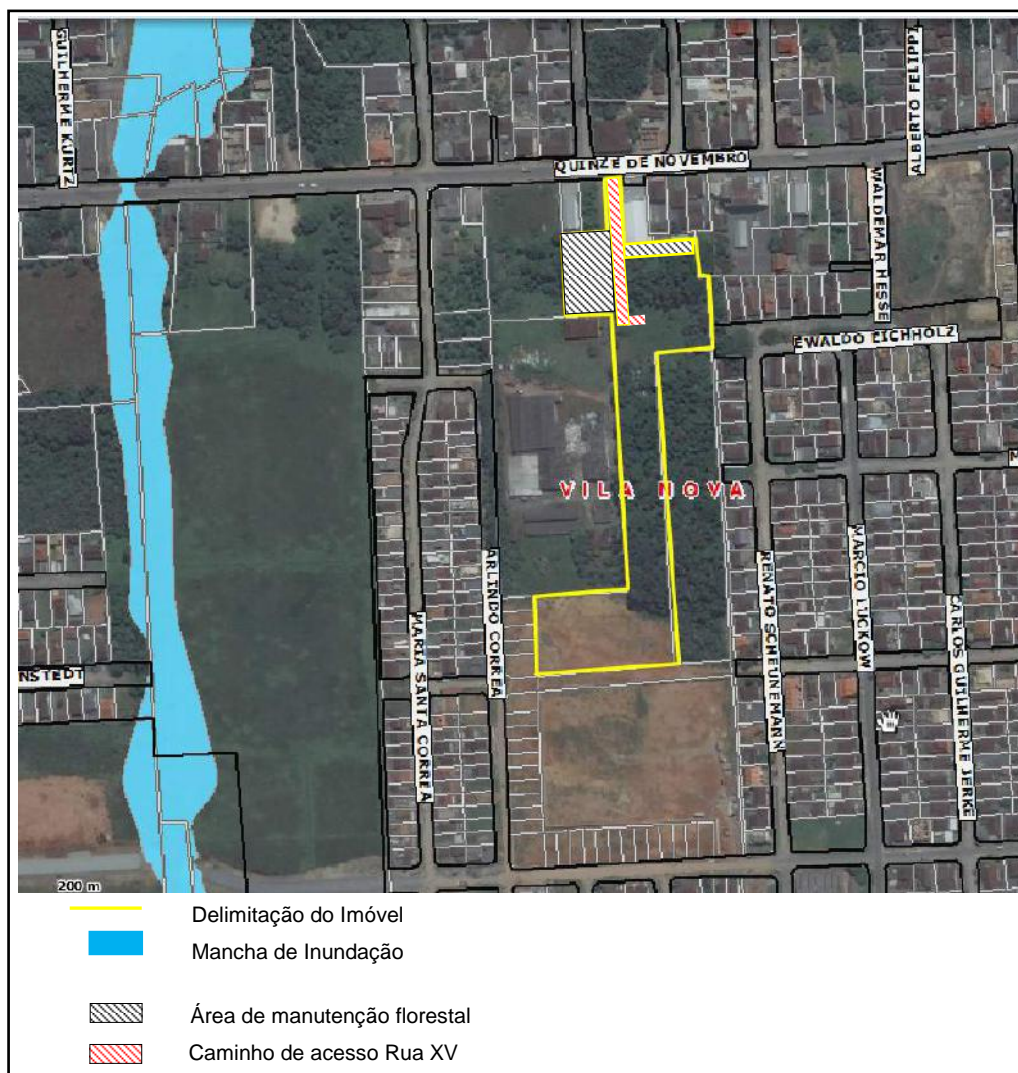 GUILHERME KURTZ
ALBERTO FELIPPI
QUINZE DE NOVEMBRO
WALDEMAR HESSE
EWALDO EICHHOLZ
VILA NOVA
ARLINDO CORREA
MARIA SANTA CORREA
RENATO SCHEUNEMANN
MARCIO LUCKOW
CARLOS GUILHERME JERKE
NSTEDT
M
200 m
Delimitação do Imóvel
Mancha de Inundação
Área de manutenção florestal
Caminho de acesso Rua XV